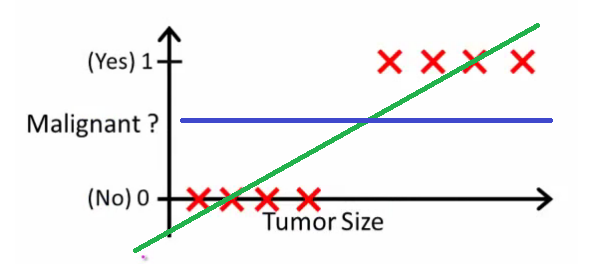 (Yes) 1
Malignant ?
(No) 0
Tumor Size